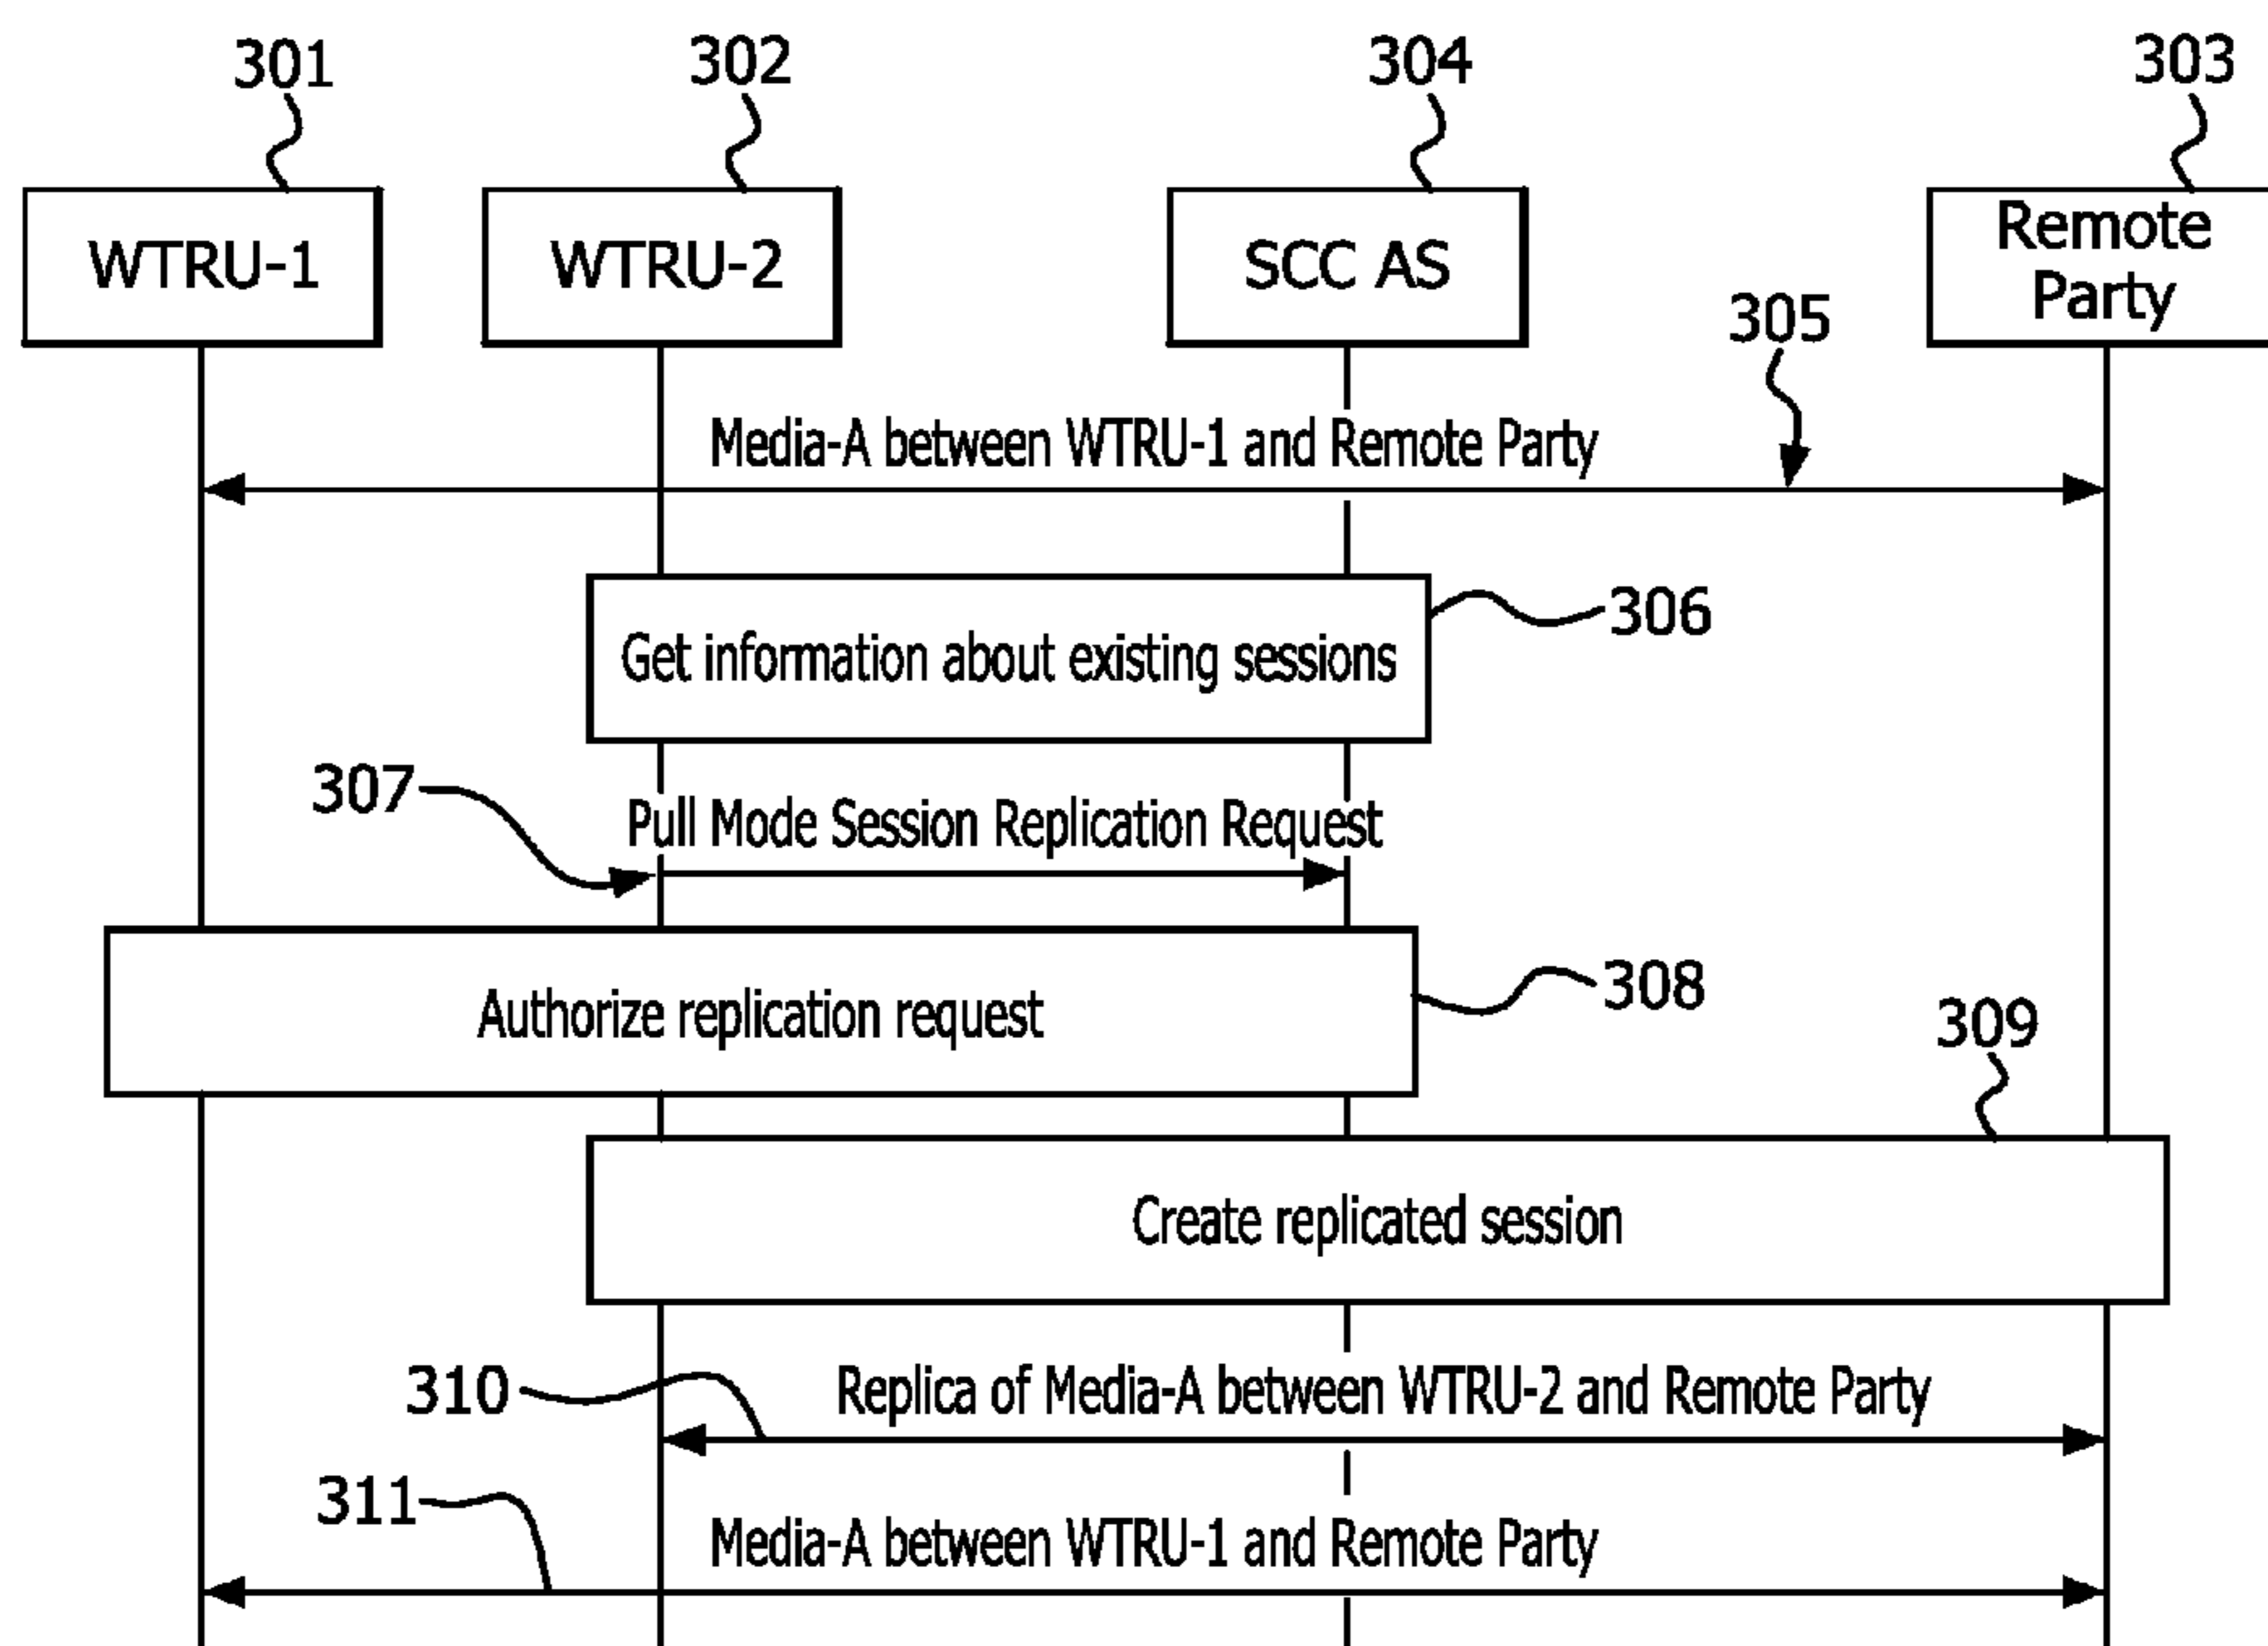 301
302
304
303
WTRU-1
WTRU-2
SCC AS
Remote
Party
305
Media-A between WTRU-1 and Remote Party
306
Get information about existing sessions
307
Pull Mode Session Replication Request
308
Authorize replication request
309
Create replicated session
310
Replica of Media-A between WTRU-2 and Remote Party
311
Media-A between WTRU-1 and Remote Party